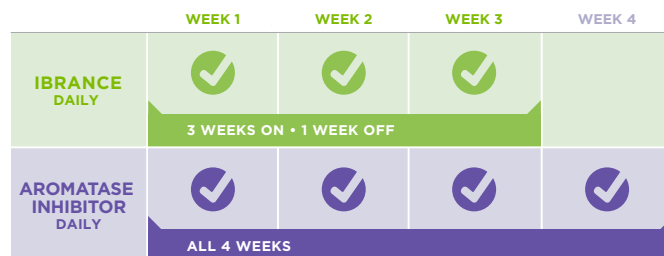 WEEK 1 WEEK 2 WEEK 3 WEEK 4
IBRANCE
DAILY
3 WEEKS ON • 1 WEEK OFF
AROMATASE
INHIBITOR
DAILY
ALL 4 WEEKS